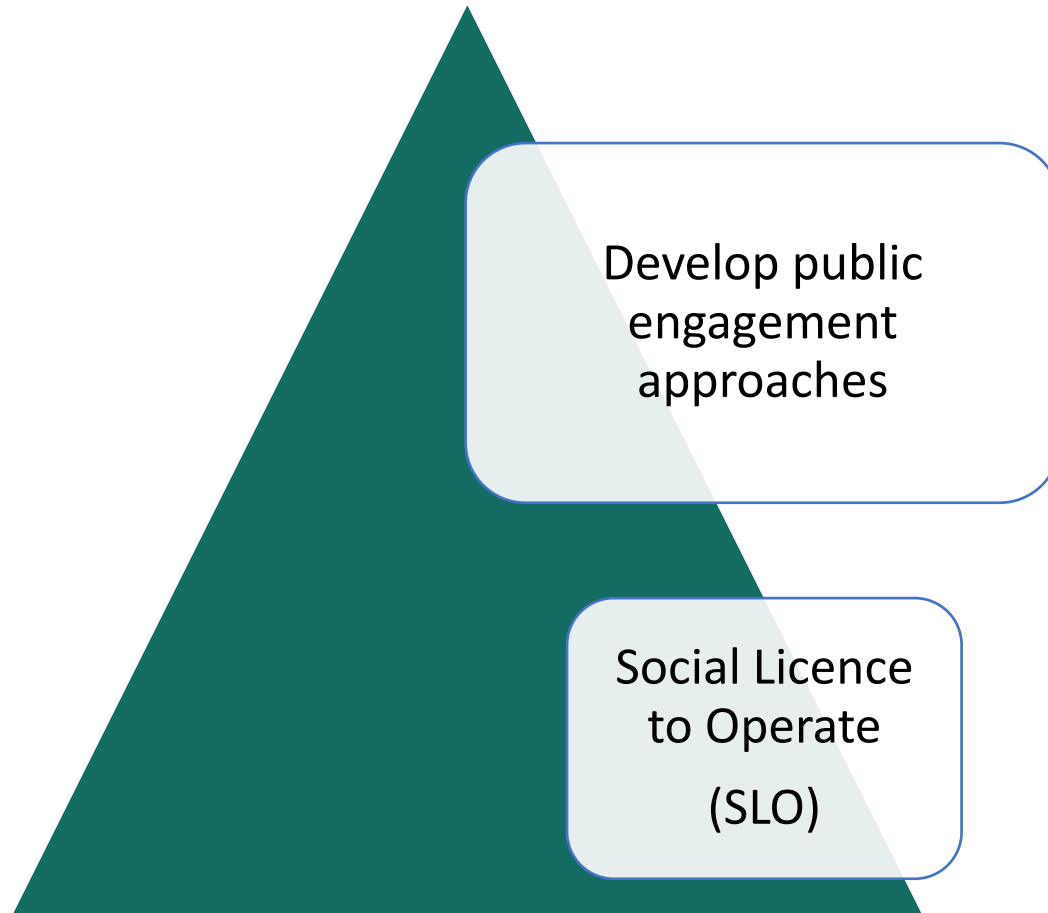 Develop public
engagement
approaches
Social Licence
to Operate
(SLO)